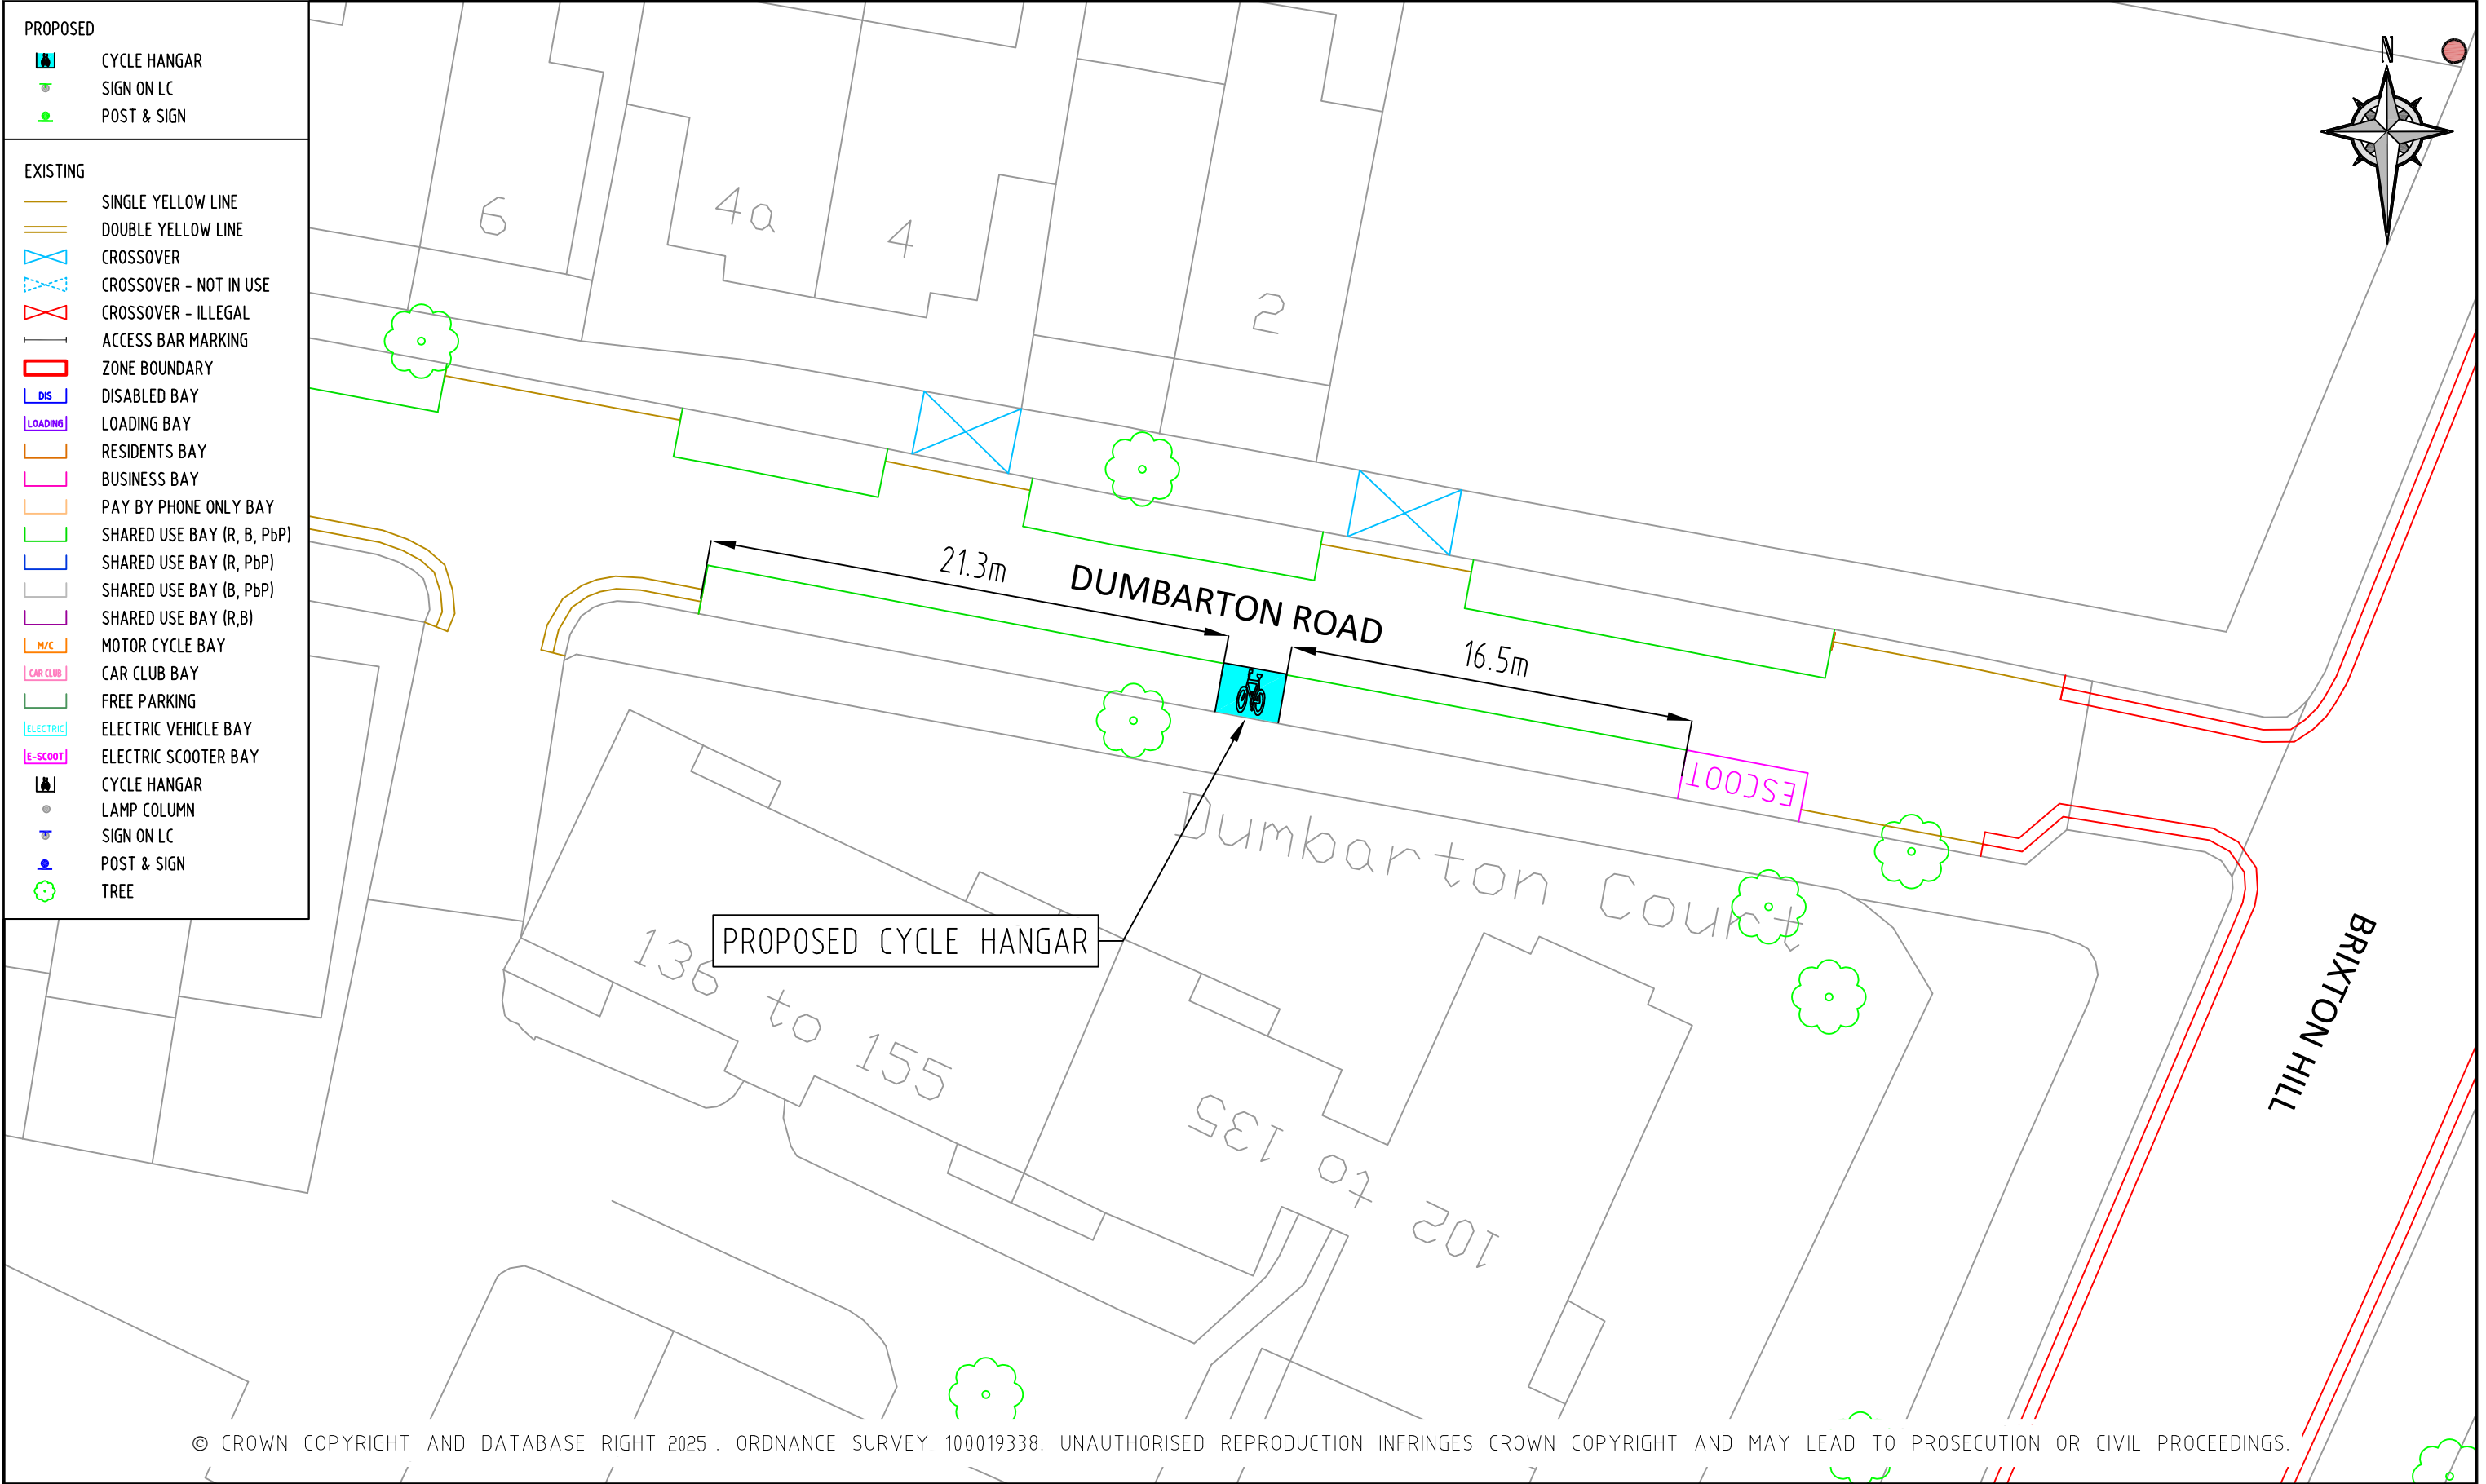 PROPOSED
CYCLE HANGAR
SIGN ON LC
POST & SIGN
EXISTING
SINGLE YELLOW LINE
DOUBLE YELLOW LINE
CROSSOVER
CROSSOVER - NOT IN USE
CROSSOVER - ILLEGAL
ACCESS BAR MARKING
ZONE BOUNDARY
DIS DISABLED BAY
LOADING LOADING BAY
RESIDENTS BAY
BUSINESS BAY
PAY BY PHONE ONLY BAY
SHARED USE BAY (R, B, PbP)
SHARED USE BAY (R, PbP)
SHARED USE BAY (B, PbP)
SHARED USE BAY (R,B)
M/C MOTOR CYCLE BAY
CAR CLUB CAR CLUB BAY
FREE PARKING
ELECTRIC ELECTRIC VEHICLE BAY
E-SCOOT ELECTRIC SCOOTER BAY
CYCLE HANGAR
LAMP COLUMN
SIGN ON LC
POST & SIGN
TREE
N
6
4a
4
2
21.3m
DUMBARTON ROAD
16.5m
ESCOOT
Dumbarton Court
PROPOSED CYCLE HANGAR
136 to 155
102 to 135
BRIXTON HILL
© CROWN COPYRIGHT AND DATABASE RIGHT 2025. ORDNANCE SURVEY 100019338. UNAUTHORISED REPRODUCTION INFRINGES CROWN COPYRIGHT AND MAY LEAD TO PROSECUTION OR CIVIL PROCEEDINGS.